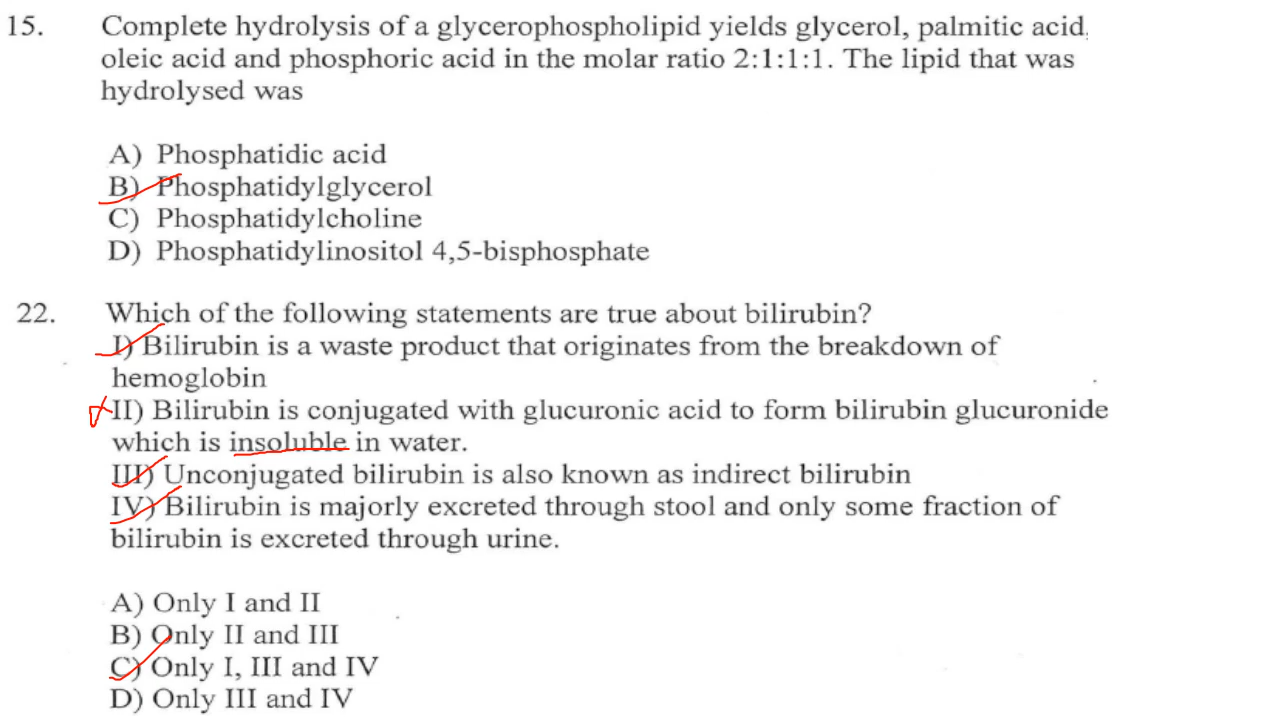 15. Complete hydrolysis of a glycerophospholipid yields glycerol, palmitic acid,
oleic acid and phosphoric acid in the molar ratio 2:1:1:1. The lipid that was
hydrolysed was
A) Phosphatidic acid
B) Phosphatidylglycerol
C) Phosphatidylcholine
D) Phosphatidylinositol 4,5-bisphosphate
22. Which of the following statements are true about bilirubin?
I) Bilirubin is a waste product that originates from the breakdown of
hemoglobin
II) Bilirubin is conjugated with glucuronic acid to form bilirubin glucuronide
which is insoluble in water.
III) Unconjugated bilirubin is also known as indirect bilirubin
IV) Bilirubin is majorly excreted through stool and only some fraction of
bilirubin is excreted through urine.
A) Only I and II
B) Only II and III
C) Only I, III and IV
D) Only III and IV